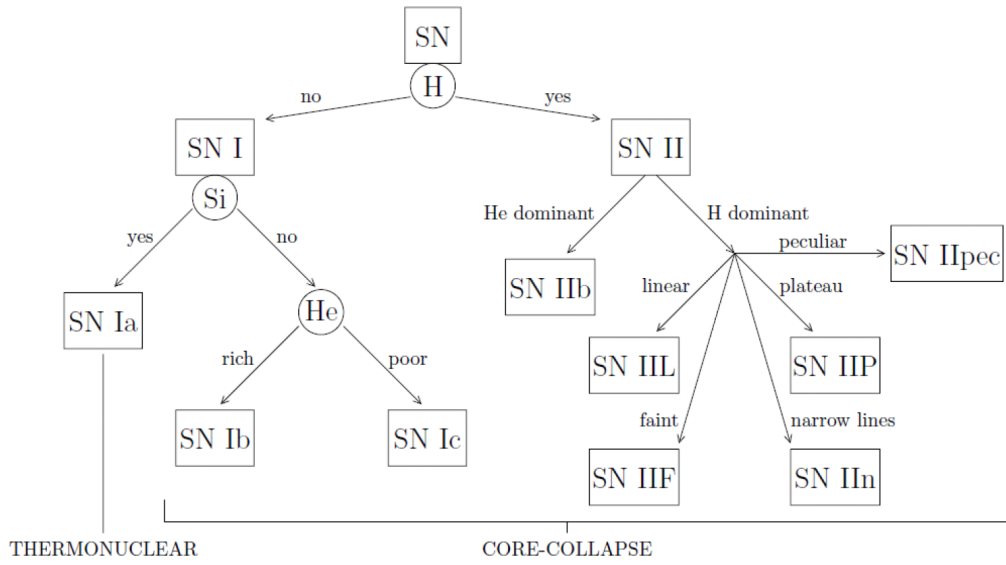 SN
H
no
yes
SN I
SN II
Si
He dominant
H dominant
yes
no
peculiar
SN IIpec
SN IIb
linear
plateau
SN Ia
He
rich
poor
SN IIL
SN IIP
faint
narrow lines
SN Ib
SN Ic
SN IIF
SN IIn
THERMONUCLEAR
CORE-COLLAPSE